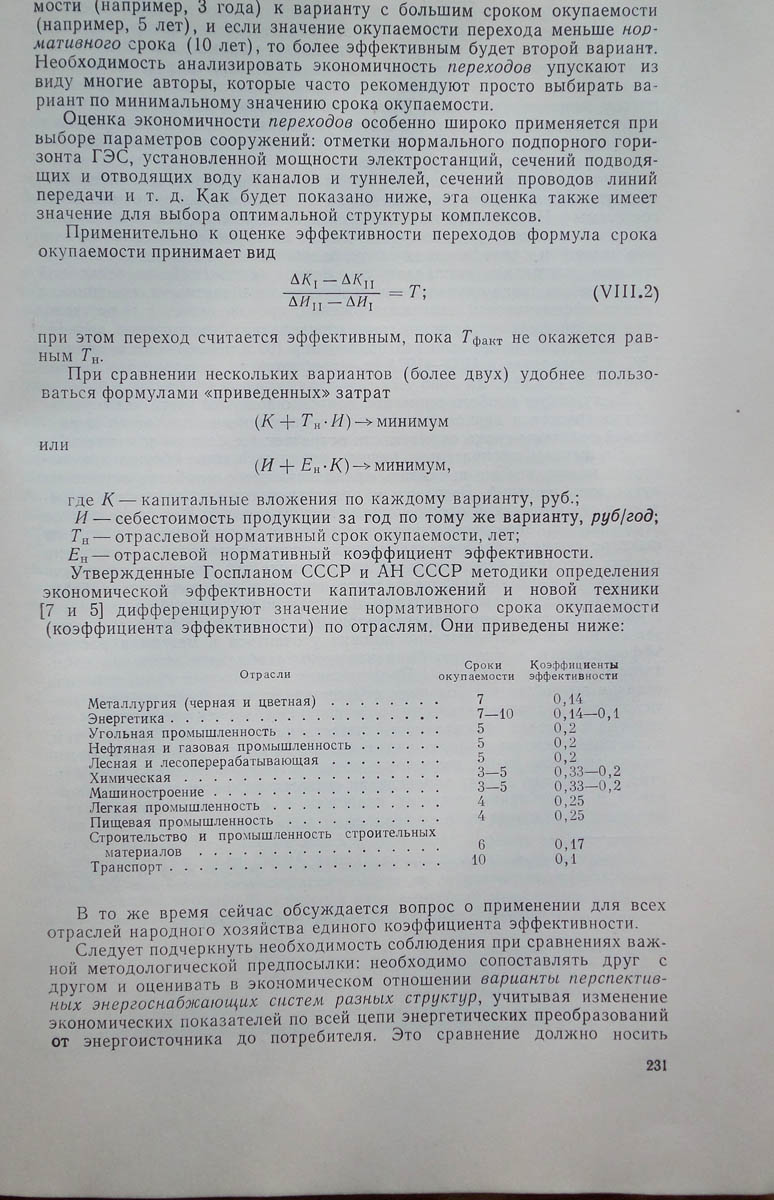 мости (например, 3 года) к варианту с большим сроком окупаемости
(например, 5 лет), и если значение окупаемости перехода меньше нор-
мативного срока (10 лет), то более эффективным будет второй вариант.
Необходимость анализировать экономичность переходов упускают из
виду многие авторы, которые часто рекомендуют просто выбирать ва-
риант по минимальному значению срока окупаемости.
Оценка экономичности переходов особенно широко применяется при
выборе параметров сооружений: отметки нормального подпорного гори-
зонта ГЭС, установленной мощности электростанций, сечений подводя-
щих и отводящих воду каналов и туннелей, сечений проводов линий
передачи и т. д. Как будет показано ниже, эта оценка также имеет
значение для выбора оптимальной структуры комплексов.
Применительно к оценке эффективности переходов формула срока
окупаемости принимает вид
ΔK_I — ΔK_II
ΔИ_II — ΔИ_I = T; (VIII.2)
при этом переход считается эффективным, пока T_факт не окажется рав-
ным T_н.
При сравнении нескольких вариантов (более двух) удобнее пользо-
ваться формулами «приведенных» затрат
(K + T_н·И) → минимум
или
(И + E_н·K) → минимум,
где K — капитальные вложения по каждому варианту, руб.;
И — себестоимость продукции за год по тому же варианту, руб/год;
T_н — отраслевой нормативный срок окупаемости, лет;
E_н — отраслевой нормативный коэффициент эффективности.
Утвержденные Госпланом СССР и АН СССР методики определения
экономической эффективности капиталовложений и новой техники
[7 и 5] дифференцируют значение нормативного срока окупаемости
(коэффициента эффективности) по отраслям. Они приведены ниже:
Отрасли Сроки окупаемости Коэффициенты эффективности
Металлургия (черная и цветная) . . . . . . . . 7 0,14
Энергетика . . . . . . . . . . . . . . . . . . 7—10 0,14—0,1
Угольная промышленность . . . . . . . . . . 5 0,2
Нефтяная и газовая промышленность . . . . . . 5 0,2
Лесная и лесоперерабатывающая . . . . . . . . 5 0,2
Химическая . . . . . . . . . . . . . . . . . 3—5 0,33—0,2
Машиностроение . . . . . . . . . . . . . . . 3—5 0,33—0,2
Легкая промышленность . . . . . . . . . . . 4 0,25
Пищевая промышленность . . . . . . . . . . . 4 0,25
Строительство и промышленность строительных
материалов . . . . . . . . . . . . . . . . 6 0,17
Транспорт . . . . . . . . . . . . . . . . . . 10 0,1
В то же время сейчас обсуждается вопрос о применении для всех
отраслей народного хозяйства единого коэффициента эффективности.
Следует подчеркнуть необходимость соблюдения при сравнениях важ-
ной методологической предпосылки: необходимо сопоставлять друг с
другом и оценивать в экономическом отношении варианты перспектив-
ных энергоснабжающих систем разных структур, учитывая изменение
экономических показателей по всей цепи энергетических преобразований
от энергоисточника до потребителя. Это сравнение должно носить
231